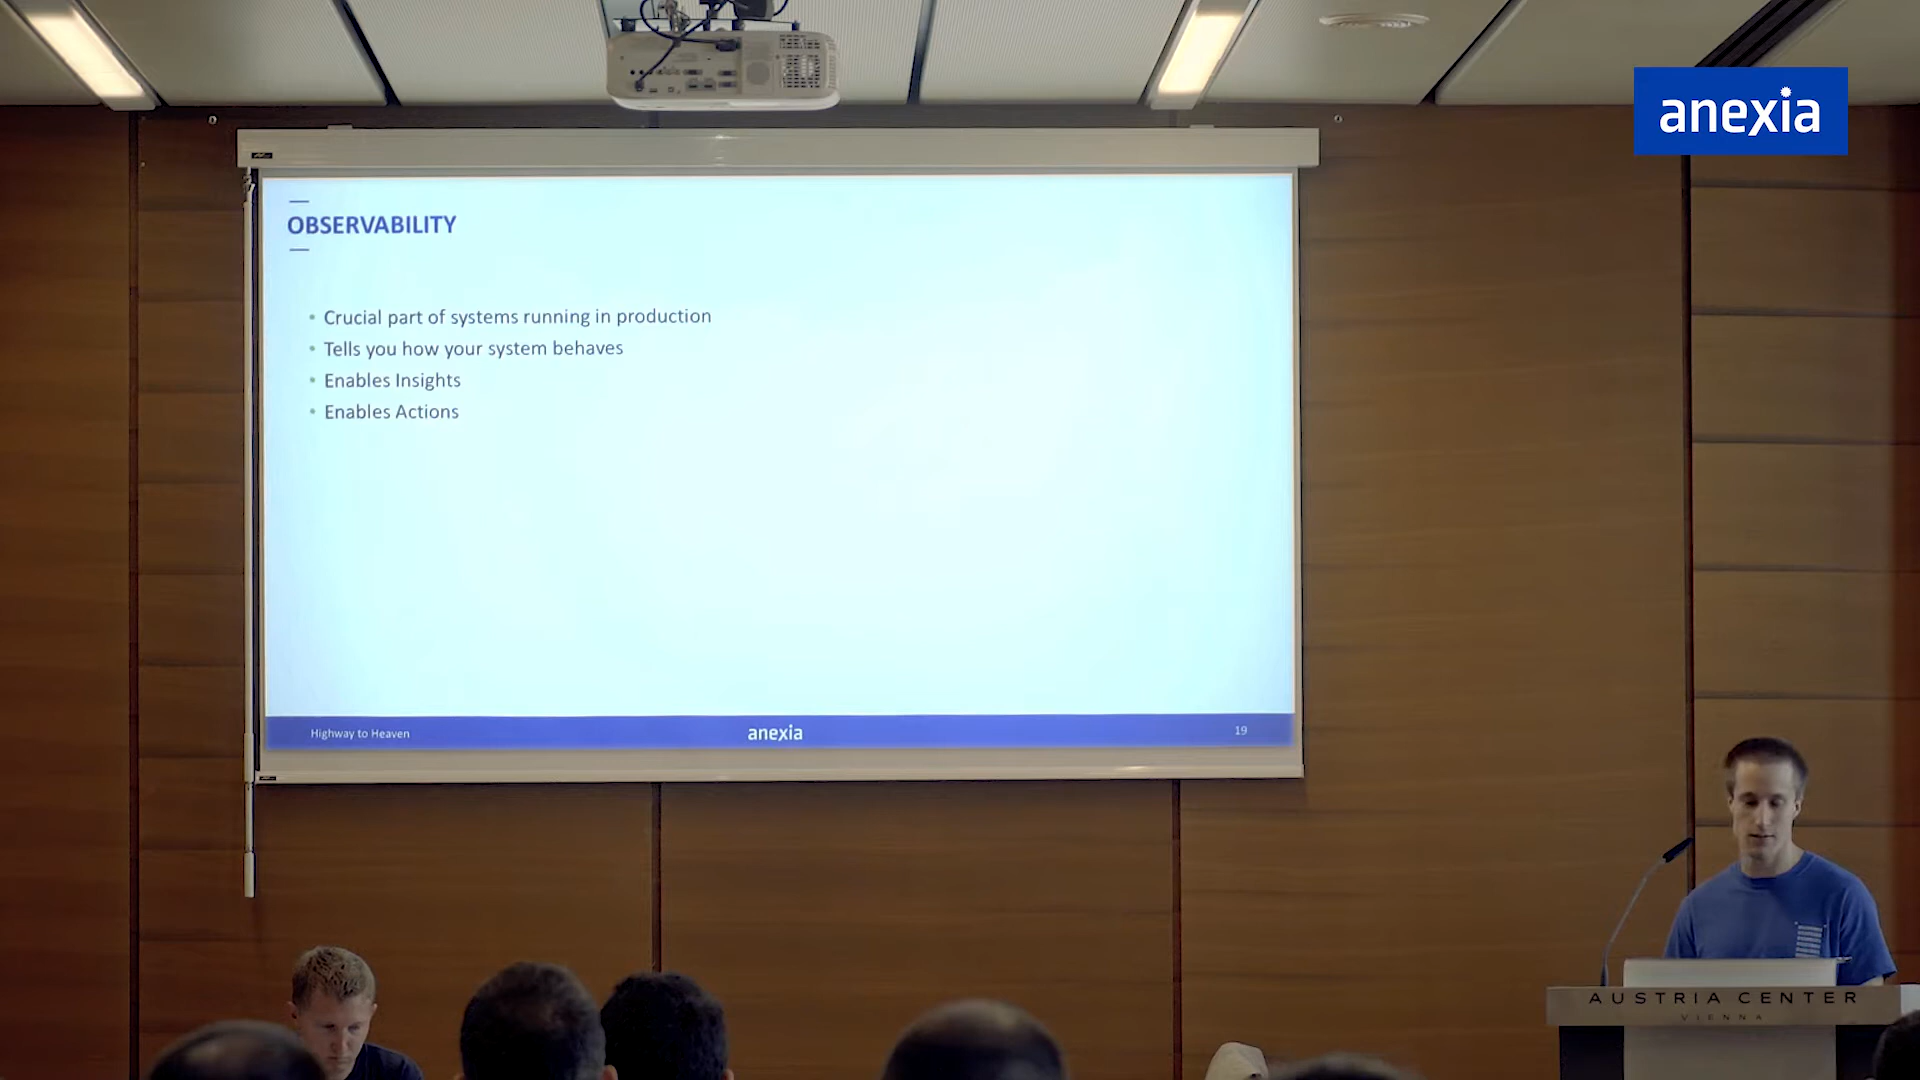 anexia
OBSERVABILITY
• Crucial part of systems running in production
• Tells you how your system behaves
• Enables Insights
• Enables Actions
Highway to Heaven
anexia
19
AUSTRIA CENTER
VIENNA